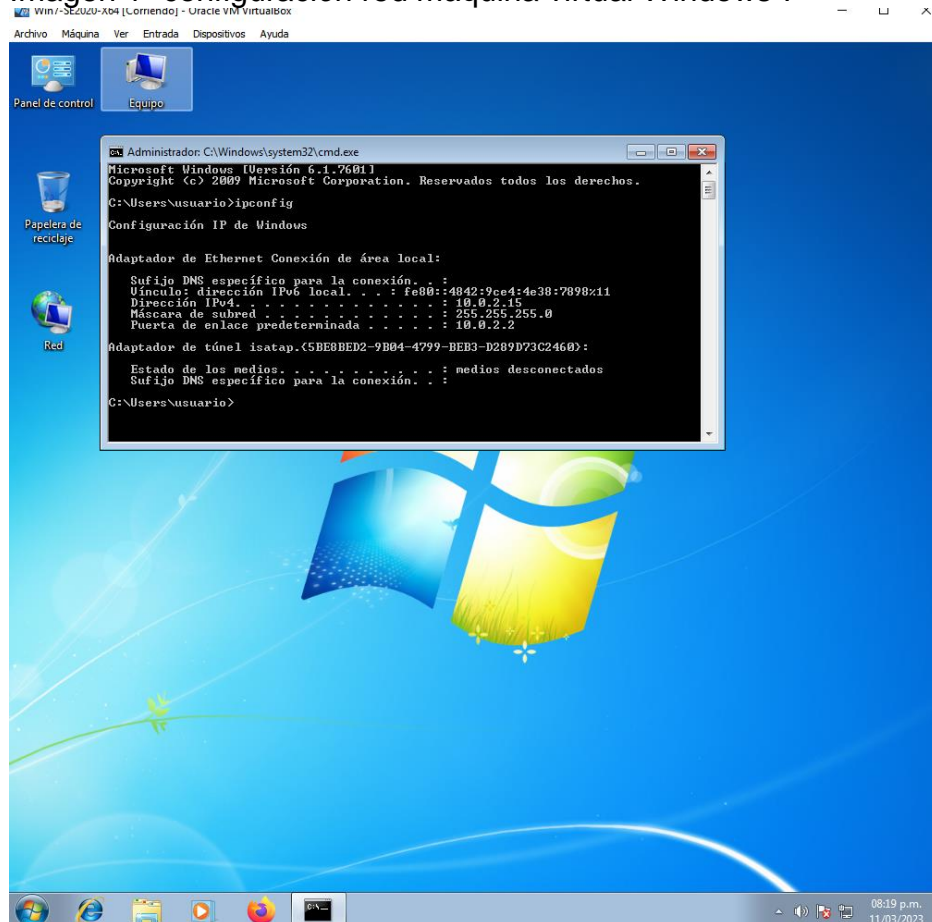 Win7-SE2020-X64 [Corriendo] - Oracle VM VirtualBox
Archivo Máquina Ver Entrada Dispositivos Ayuda
Panel de control
Equipo
Administrador: C:\Windows\system32\cmd.exe
Microsoft Windows [Versión 6.1.7601]
Copyright (c) 2009 Microsoft Corporation. Reservados todos los derechos.
C:\Users\usuario>ipconfig
Configuración IP de Windows
Adaptador de Ethernet Conexión de área local:
Sufijo DNS específico para la conexión. . :
Vínculo: dirección IPv6 local. . . : fe80::4842:9ce4:4e38:7898%11
Dirección IPv4. . . . . . . . . . . . . . : 10.0.2.15
Máscara de subred . . . . . . . . . . . . : 255.255.255.0
Puerta de enlace predeterminada . . . . . : 10.0.2.2
Adaptador de túnel isatap.{5BE8BED2-9B04-4799-BEB3-D289D73C2460}:
Estado de los medios. . . . . . . . . . . : medios desconectados
Sufijo DNS específico para la conexión. . :
C:\Users\usuario>
Papelera de
reciclaje
Red
08:19 p.m.
11/03/2023